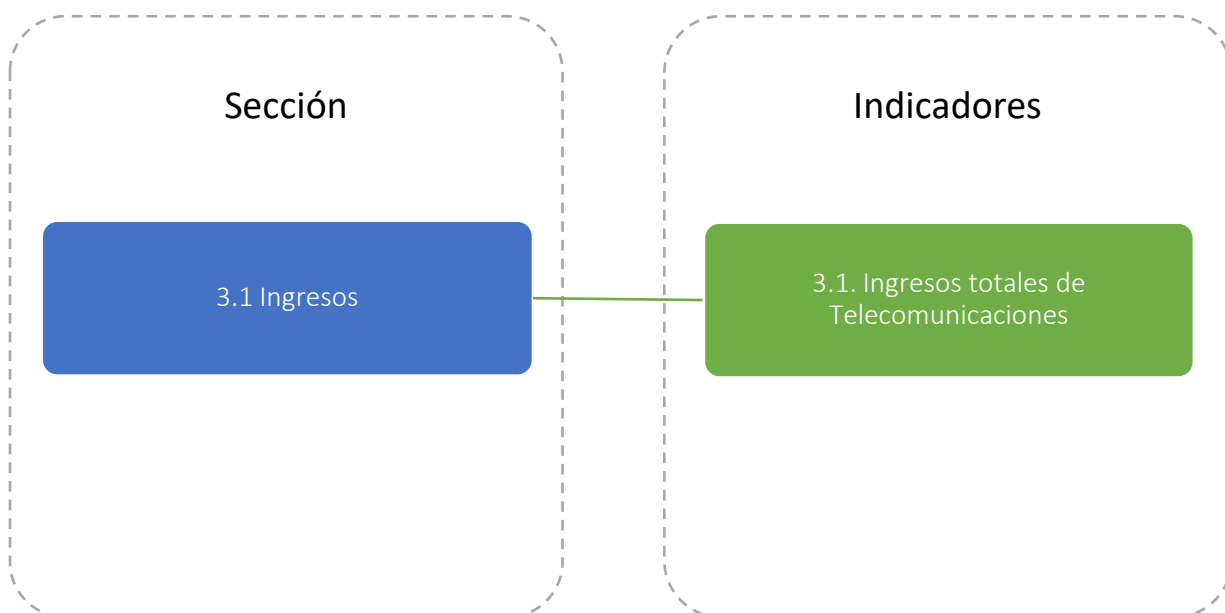 Sección
Indicadores
3.1 Ingresos
3.1. Ingresos totales de
Telecomunicaciones